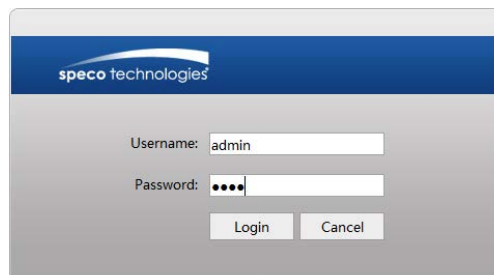 speco technologies
Username: admin
Password: ●●●●
Login Cancel